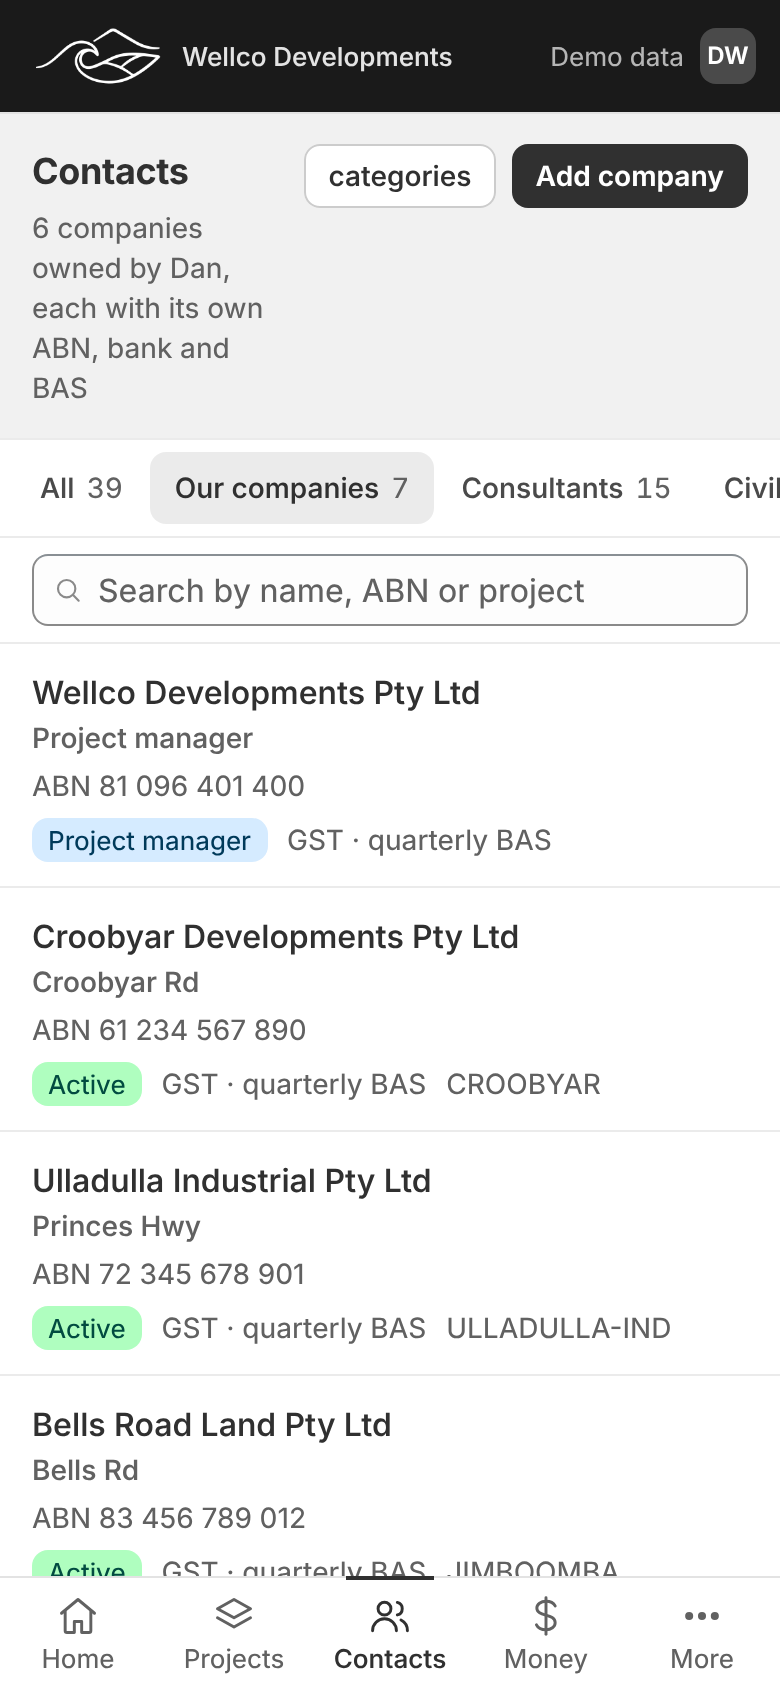 Wellco Developments
Demo data
DW
Contacts
categories
Add company
6 companies
owned by Dan,
each with its own
ABN, bank and
BAS
All 39
Our companies 7
Consultants 15
Civil
Search by name, ABN or project
Wellco Developments Pty Ltd
Project manager
ABN 81 096 401 400
Project manager GST · quarterly BAS
Croobyar Developments Pty Ltd
Croobyar Rd
ABN 61 234 567 890
Active GST · quarterly BAS CROOBYAR
Ulladulla Industrial Pty Ltd
Princes Hwy
ABN 72 345 678 901
Active GST · quarterly BAS ULLADULLA-IND
Bells Road Land Pty Ltd
Bells Rd
ABN 83 456 789 012
Active GST · quarterly BAS JIMBOOMBA
Home
Projects
Contacts
Money
More